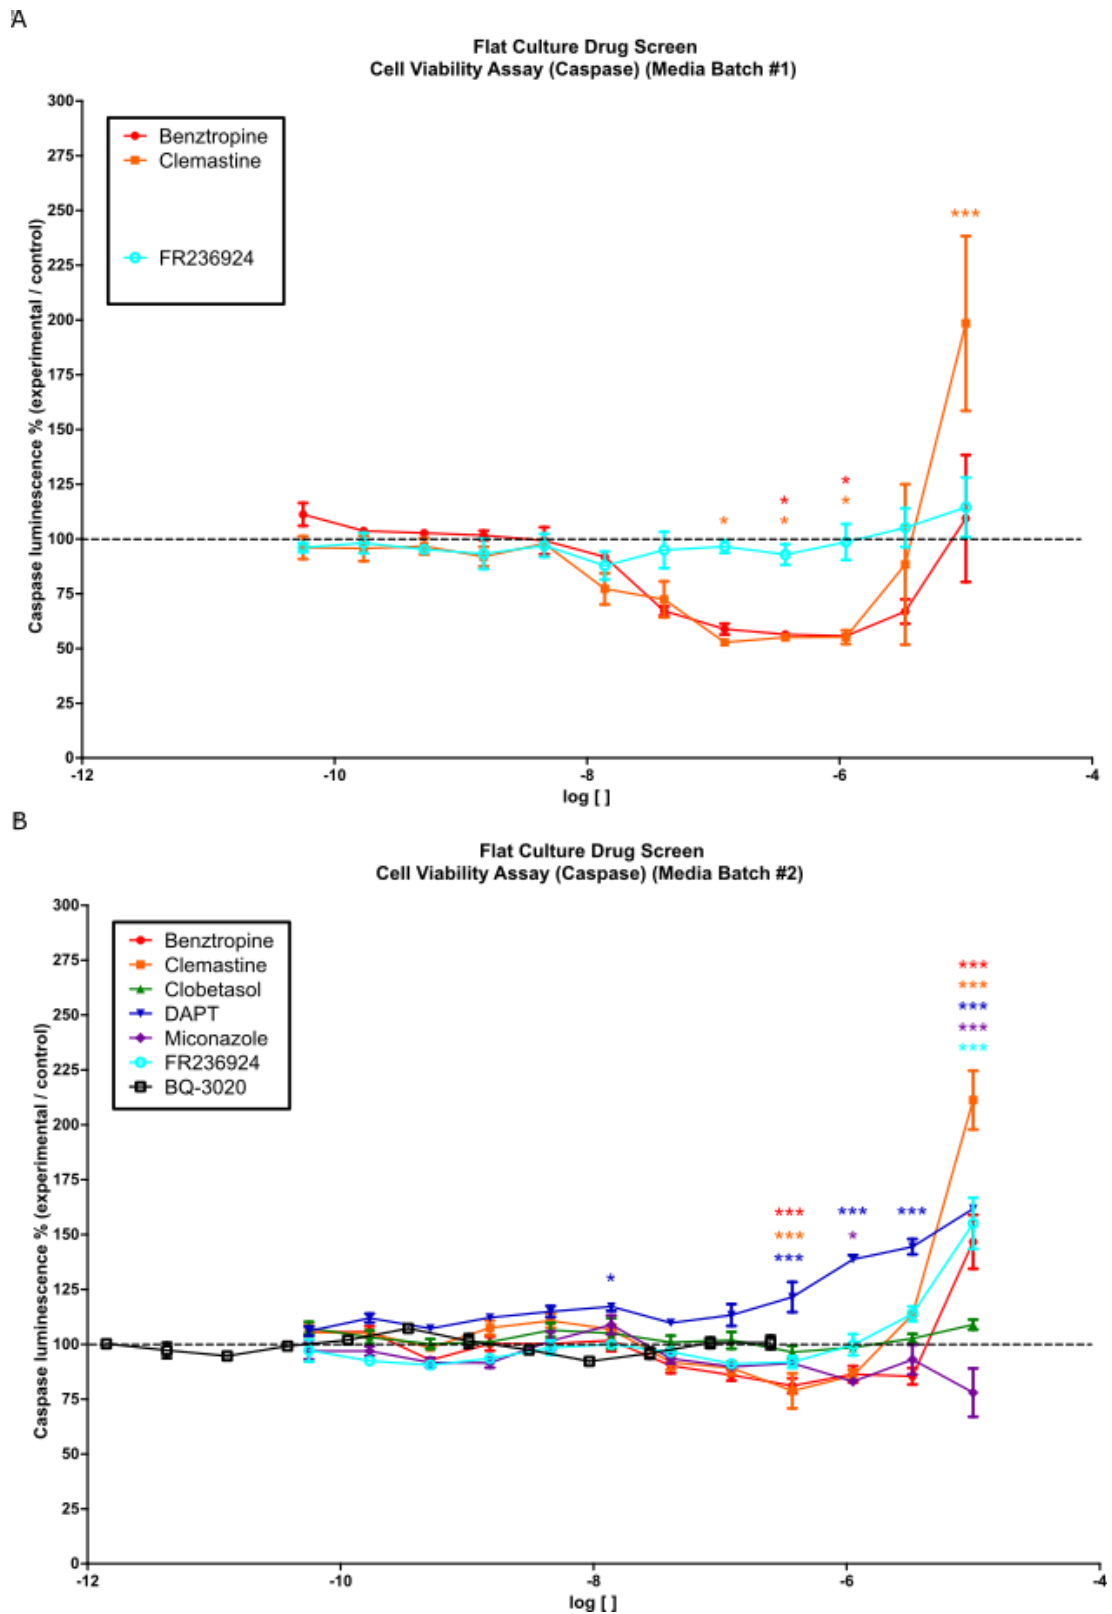 A
Flat Culture Drug Screen
Cell Viability Assay (Caspase) (Media Batch #1)
Caspase luminescence % (experimental / control)
300
275
250
225
200
175
150
125
100
75
50
25
0
Benztropine
Clemastine
FR236924
***
*
*
*
*
*
-12
-10
-8
-6
-4
log [ ]
B
Flat Culture Drug Screen
Cell Viability Assay (Caspase) (Media Batch #2)
Caspase luminescence % (experimental / control)
300
275
250
225
200
175
150
125
100
75
50
25
0
Benztropine
Clemastine
Clobetasol
DAPT
Miconazole
FR236924
BQ-3020
***
***
***
***
***
*** *** ***
*** *
***
*
-12
-10
-8
-6
-4
log [ ]